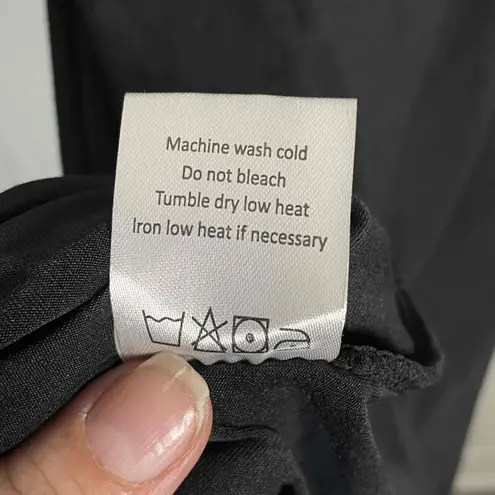 Machine wash cold
Do not bleach
Tumble dry low heat
Iron low heat if necessary